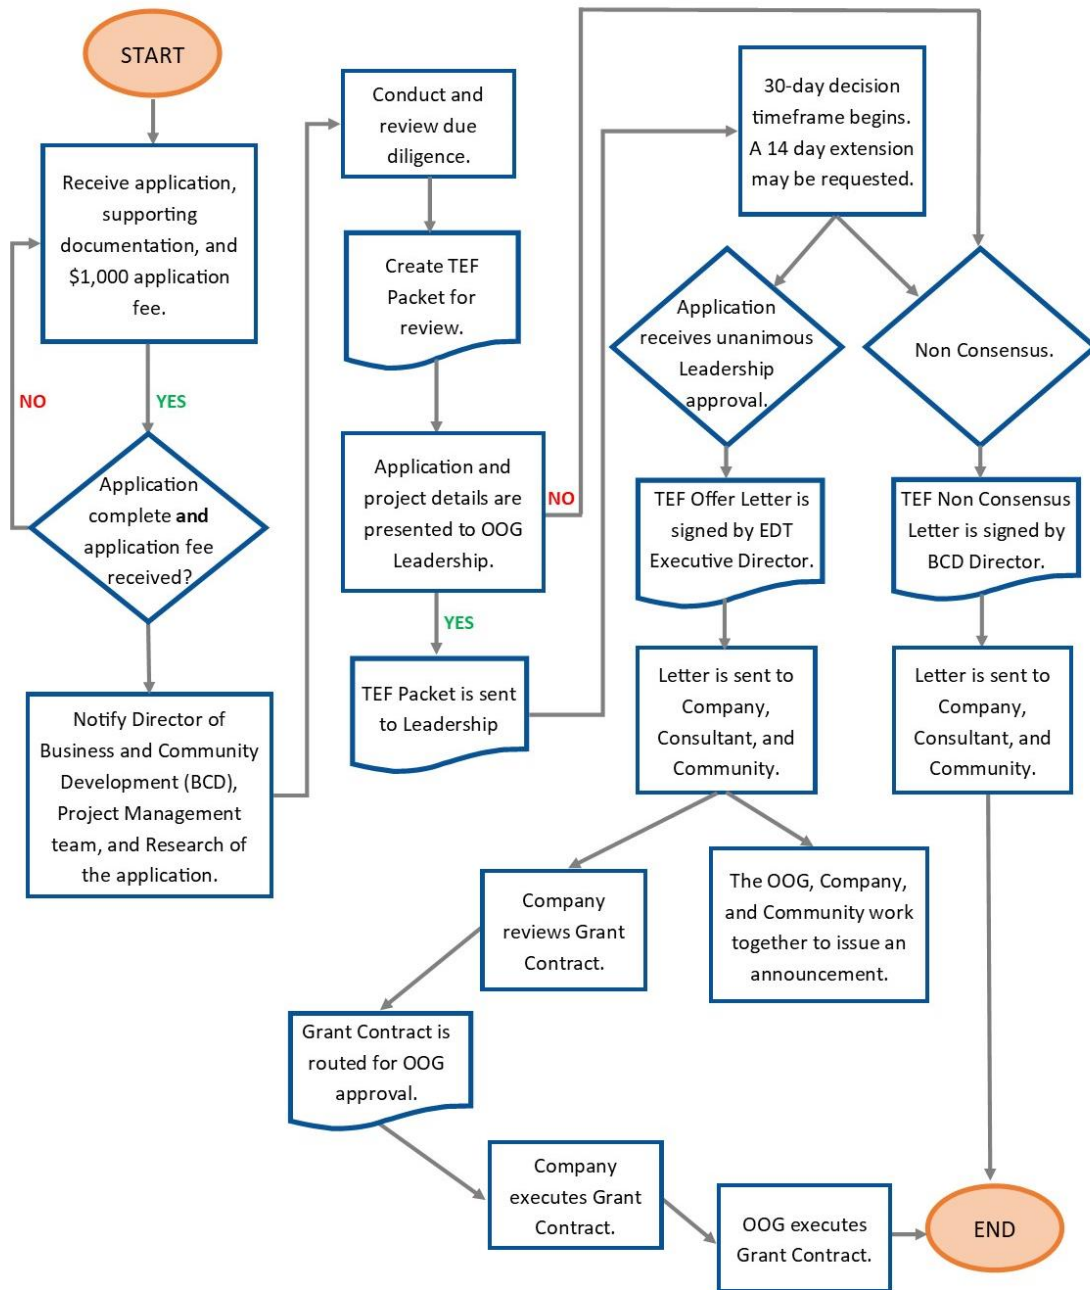 START
Receive application,
supporting
documentation, and
$1,000 application
fee.
NO
YES
Application
complete and
application fee
received?
Notify Director of
Business and Community
Development (BCD),
Project Management
team, and Research of
the application.
Conduct and
review due
diligence.
Create TEF
Packet for
review.
Application and
project details are
presented to OOG
Leadership.
NO
YES
TEF Packet is sent
to Leadership
30-day decision
timeframe begins.
A 14 day extension
may be requested.
Application
receives unanimous
Leadership
approval.
Non Consensus.
TEF Offer Letter is
signed by EDT
Executive Director.
TEF Non Consensus
Letter is signed by
BCD Director.
Letter is sent to
Company,
Consultant, and
Community.
Letter is sent to
Company,
Consultant, and
Community.
Company
reviews Grant
Contract.
The OOG, Company,
and Community work
together to issue an
announcement.
Grant Contract is
routed for OOG
approval.
Company
executes Grant
Contract.
OOG executes
Grant Contract.
END